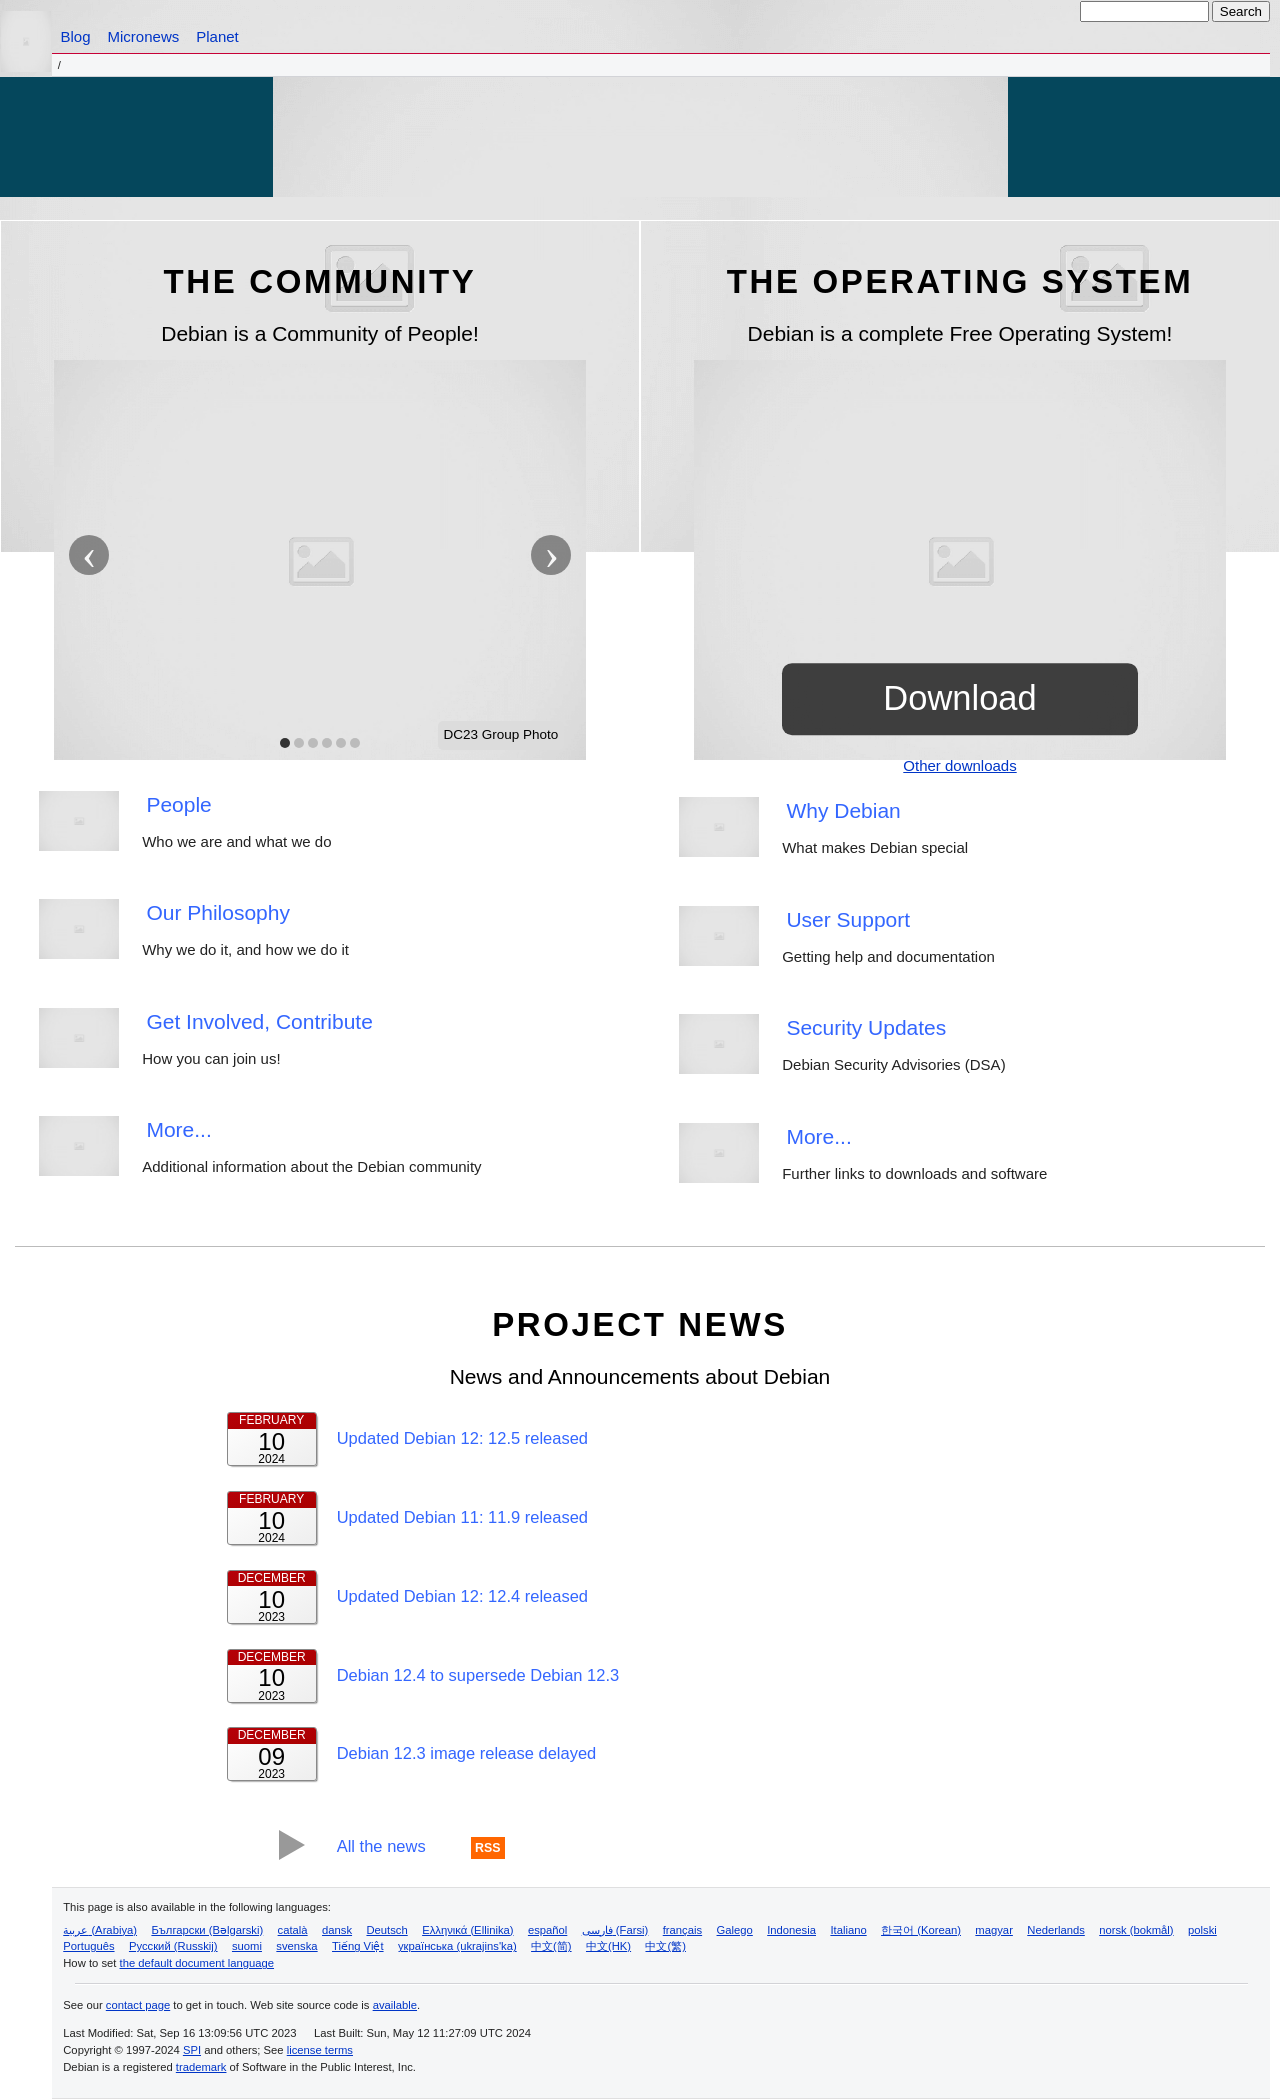 Search
Blog Micronews Planet
/
THE COMMUNITY
Debian is a Community of People!
‹ ›
DC23 Group Photo
People
Who we are and what we do
Our Philosophy
Why we do it, and how we do it
Get Involved, Contribute
How you can join us!
More...
Additional information about the Debian community
THE OPERATING SYSTEM
Debian is a complete Free Operating System!
Download
Other downloads
Why Debian
What makes Debian special
User Support
Getting help and documentation
Security Updates
Debian Security Advisories (DSA)
More...
Further links to downloads and software
PROJECT NEWS
News and Announcements about Debian
FEBRUARY
10
2024
Updated Debian 12: 12.5 released
FEBRUARY
10
2024
Updated Debian 11: 11.9 released
DECEMBER
10
2023
Updated Debian 12: 12.4 released
DECEMBER
10
2023
Debian 12.4 to supersede Debian 12.3
DECEMBER
09
2023
Debian 12.3 image release delayed
All the news RSS
This page is also available in the following languages:
عربية (Arabiya) Български (Bəlgarski) català dansk Deutsch Ελληνικά (Ellinika) español فارسی (Farsi) français Galego Indonesia Italiano 한국어 (Korean) magyar Nederlands norsk (bokmål) polski
Português Русский (Russkij) suomi svenska Tiếng Việt українська (ukrajins'ka) 中文(简) 中文(HK) 中文(繁)
How to set the default document language
See our contact page to get in touch. Web site source code is available.
Last Modified: Sat, Sep 16 13:09:56 UTC 2023 Last Built: Sun, May 12 11:27:09 UTC 2024
Copyright © 1997-2024 SPI and others; See license terms
Debian is a registered trademark of Software in the Public Interest, Inc.